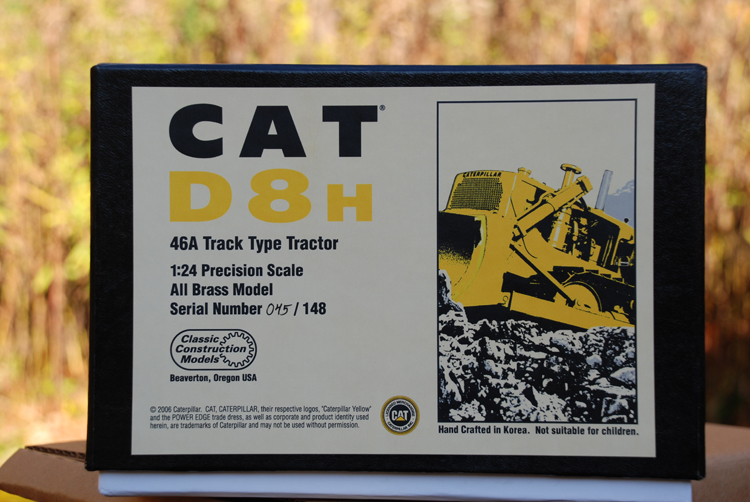 CAT®
D8H
46A Track Type Tractor
1:24 Precision Scale
All Brass Model
Serial Number 045/148
Classic
Construction
Models
Beaverton, Oregon USA
© 2006 Caterpillar. CAT, CATERPILLAR, their respective logos, "Caterpillar Yellow"
and the POWER EDGE trade dress, as well as corporate and product identity used
herein, are trademarks of Caterpillar and may not be used without permission.
CAT
CATERPILLAR
Hand Crafted in Korea. Not suitable for children.